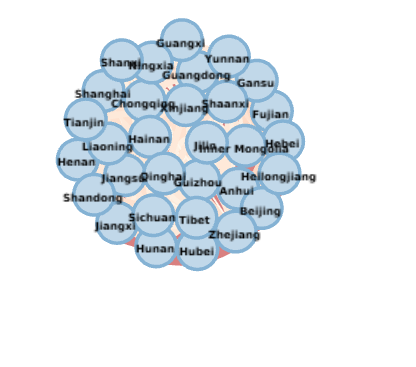 Guangxi
Yunnan
Ningxia
Guangdong
Gansu
Shanghai
Chongqing
Xinjiang
Shaanxi
Fujian
Tianjin
Hainan
Liaoning
Jilin
Inner Mongolia
Hebei
Henan
Jiangsu
Qinghai
Guizhou
Heilongjiang
Anhui
Shandong
Sichuan
Tibet
Beijing
Jiangxi
Zhejiang
Hunan
Hubei